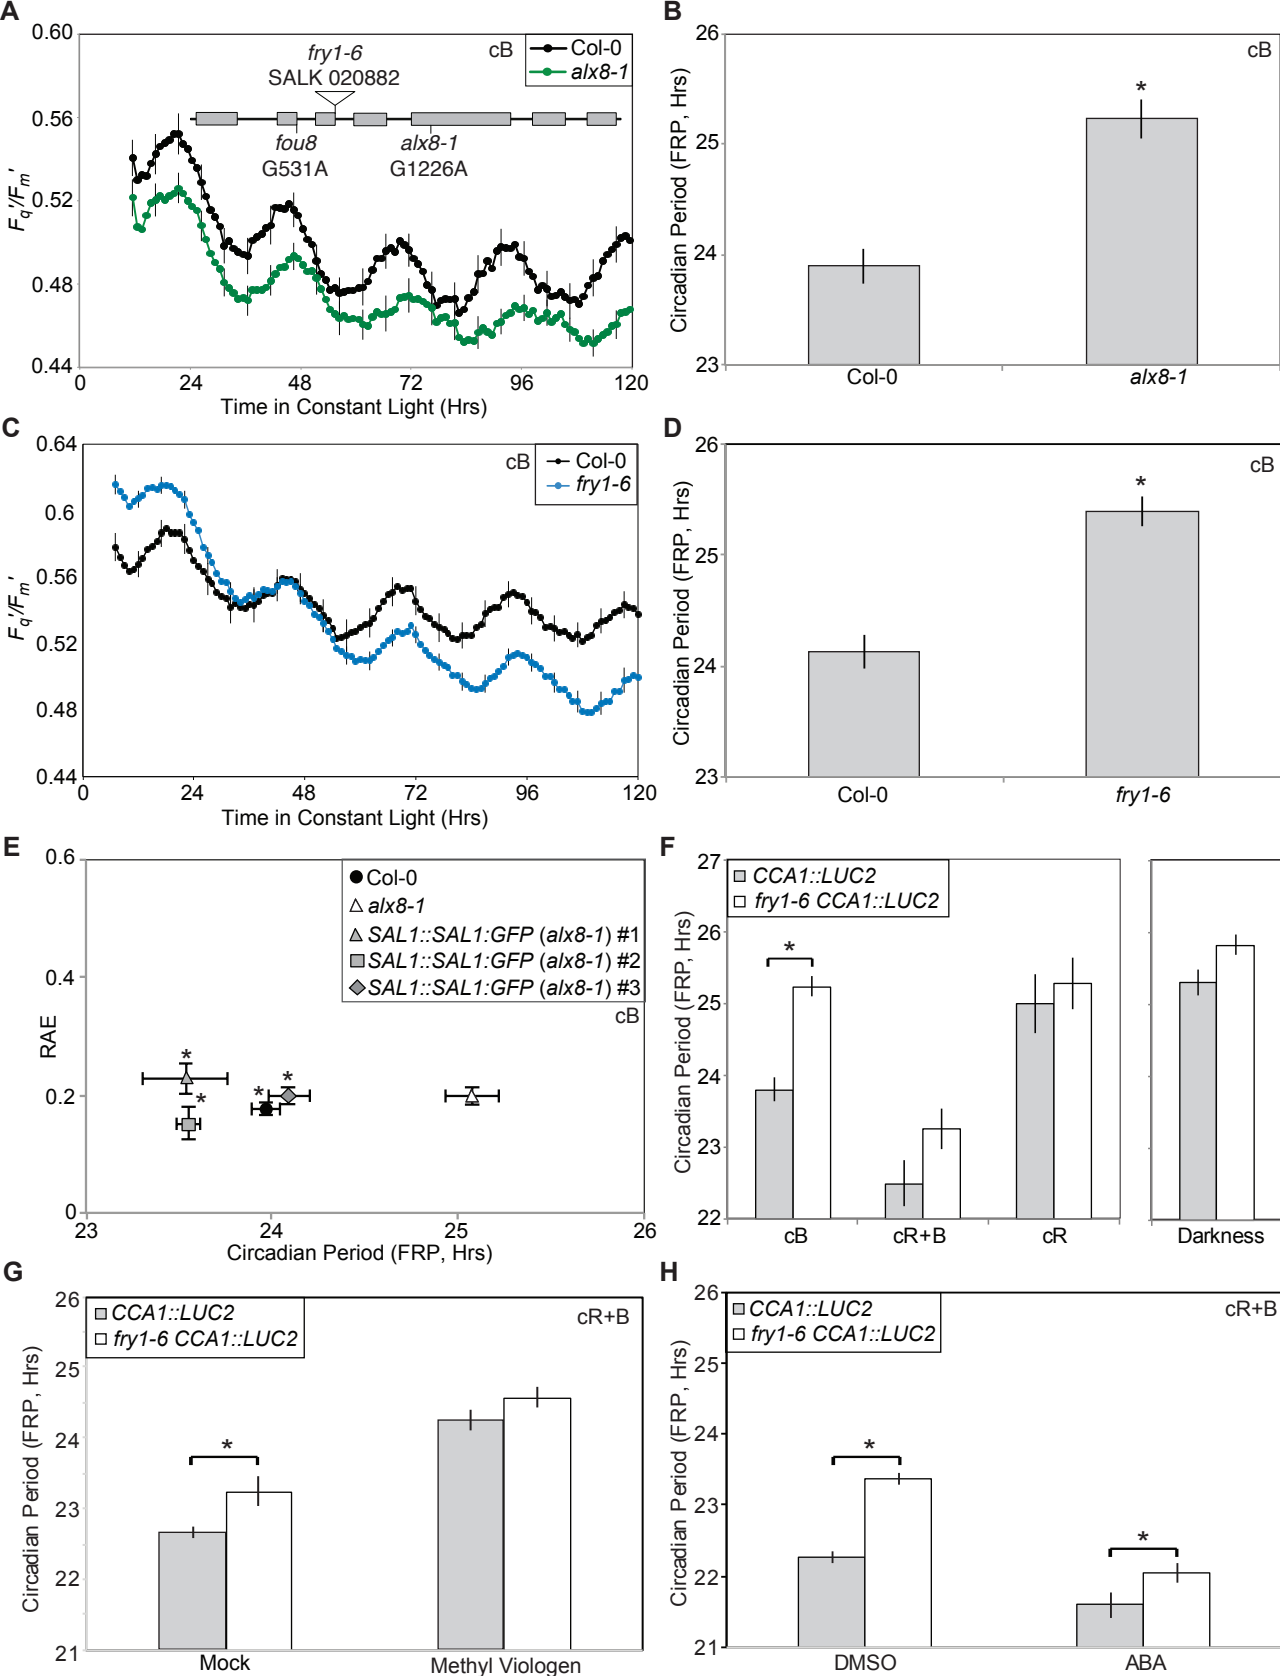 A
0.60
0.56
0.52
0.48
0.44
Fq'/Fm'
cB
Col-0
alx8-1
fry1-6
SALK 020882
fou8
G531A
alx8-1
G1226A
0 24 48 72 96 120
Time in Constant Light (Hrs)
B
26
25
24
23
Circadian Period (FRP, Hrs)
cB
*
Col-0 alx8-1
C
0.64
0.6
0.56
0.52
0.48
0.44
Fq'/Fm'
cB
Col-0
fry1-6
0 24 48 72 96 120
Time in Constant Light (Hrs)
D
26
25
24
23
Circadian Period (FRP, Hrs)
cB
*
Col-0 fry1-6
E
0.6
0.4
0.2
0
RAE
Col-0
alx8-1
SAL1::SAL1:GFP (alx8-1) #1
SAL1::SAL1:GFP (alx8-1) #2
SAL1::SAL1:GFP (alx8-1) #3
cB
*
*
*
*
23 24 25 26
Circadian Period (FRP, Hrs)
F
27
26
25
24
23
22
Circadian Period (FRP, Hrs)
CCA1::LUC2
fry1-6 CCA1::LUC2
*
cB cR+B cR Darkness
G
26
25
24
23
22
21
Circadian Period (FRP, Hrs)
CCA1::LUC2
fry1-6 CCA1::LUC2
cR+B
*
Mock Methyl Viologen
H
26
25
24
23
22
21
Circadian Period (FRP, Hrs)
CCA1::LUC2
fry1-6 CCA1::LUC2
cR+B
*
*
DMSO ABA